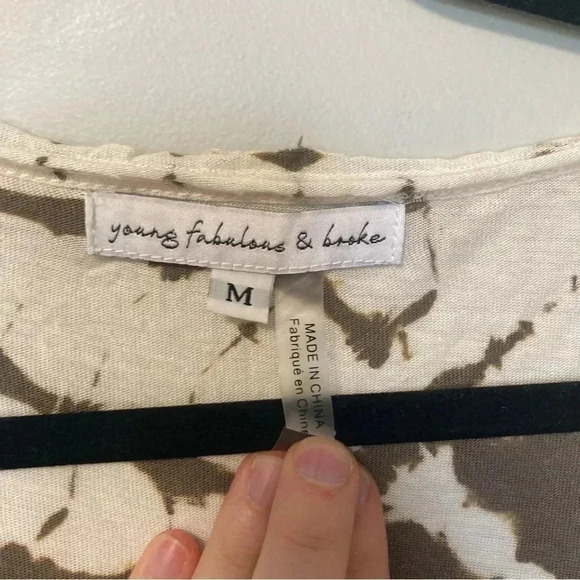 young fabulous & broke
M
MADE IN CHINA
Fabriqué en Chine